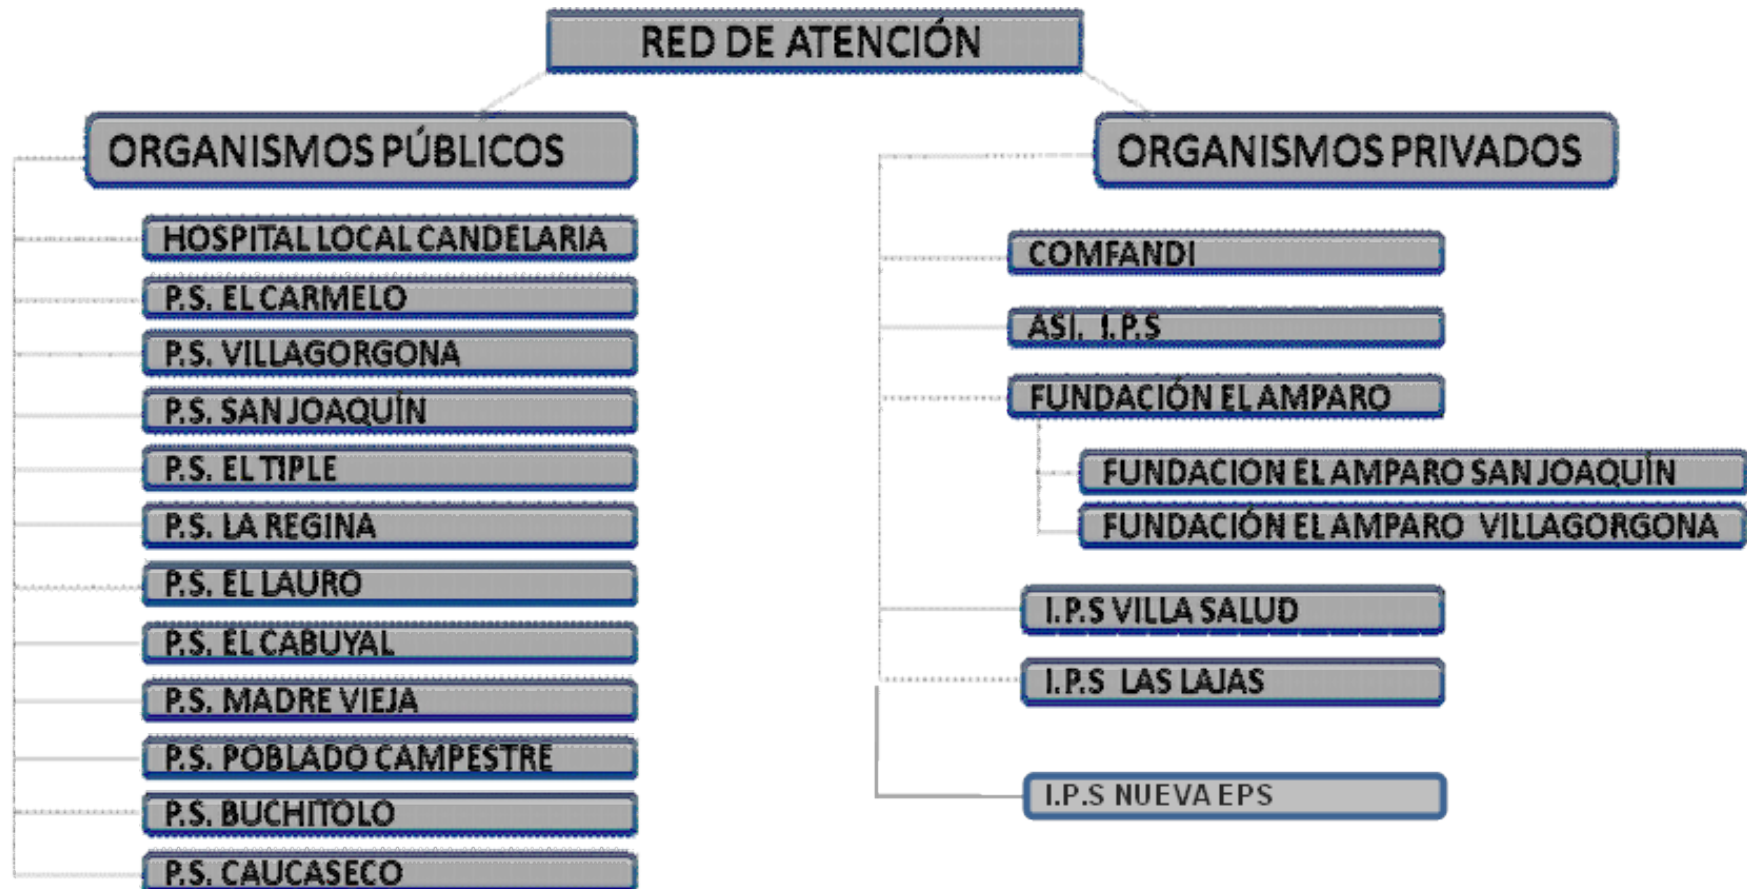 RED DE ATENCIÓN
ORGANISMOS PÚBLICOS
HOSPITAL LOCAL CANDELARIA
P.S. EL CARMELO
P.S. VILLAGORGONA
P.S. SAN JOAQUÍN
P.S. EL TIPLE
P.S. LA REGINA
P.S. EL LAURO
P.S. EL CABUYAL
P.S. MADRE VIEJA
P.S. POBLADO CAMPESTRE
P.S. BUCHITOLO
P.S. CAUCASECO
ORGANISMOS PRIVADOS
COMFANDI
ASI. I.P.S
FUNDACIÓN EL AMPARO
FUNDACION EL AMPARO SAN JOAQUÍN
FUNDACIÓN EL AMPARO VILLAGORGONA
I.P.S VILLA SALUD
I.P.S LAS LAJAS
I.P.S NUEVA EPS